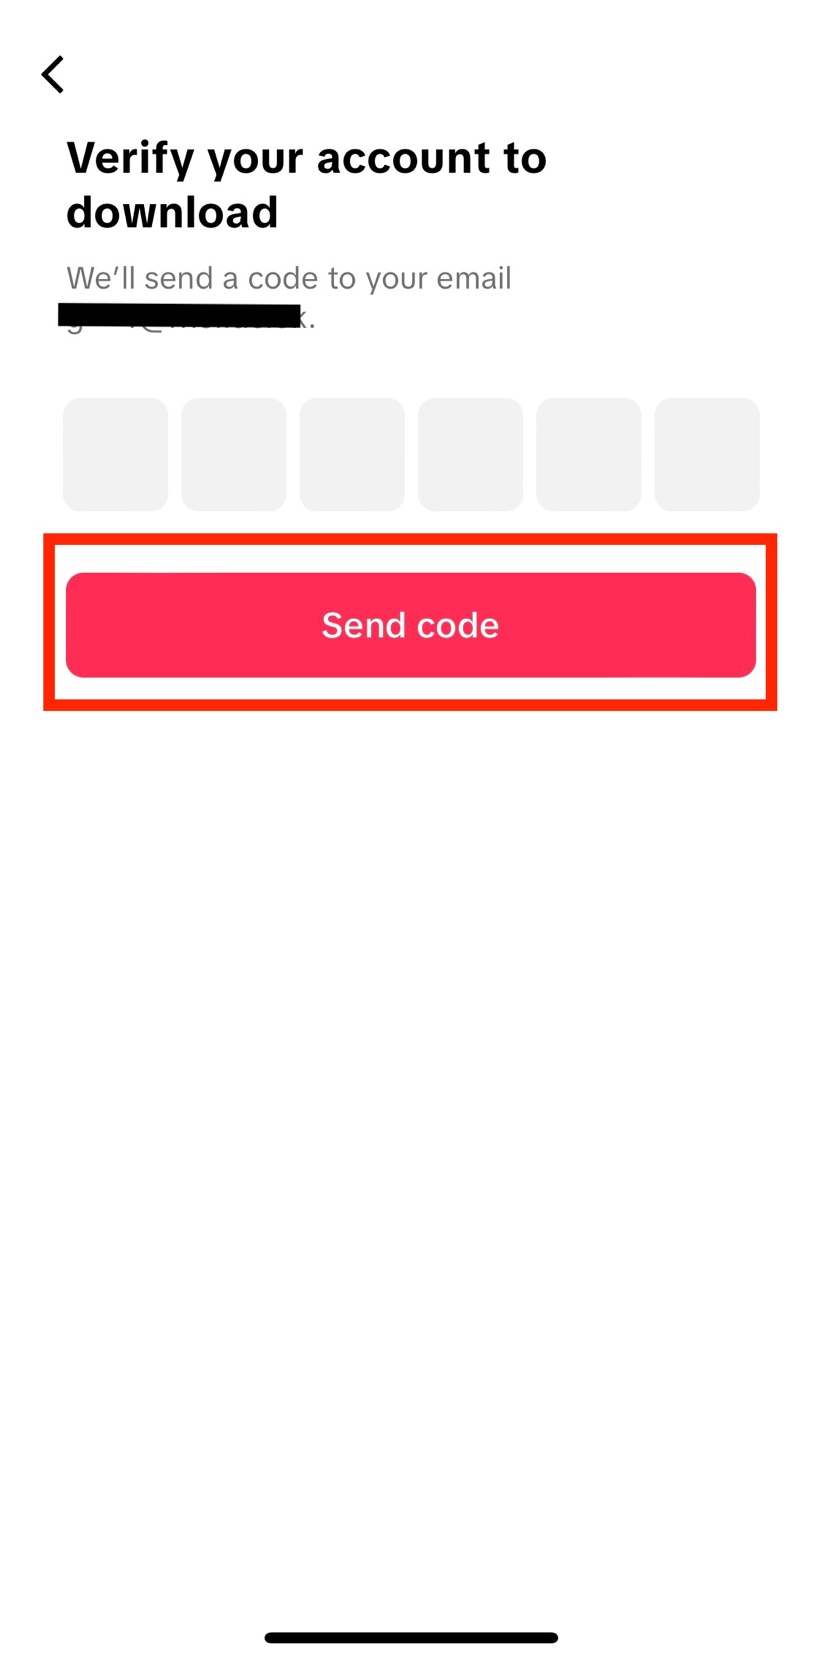 Verify your account to
download
We’ll send a code to your email
Send code